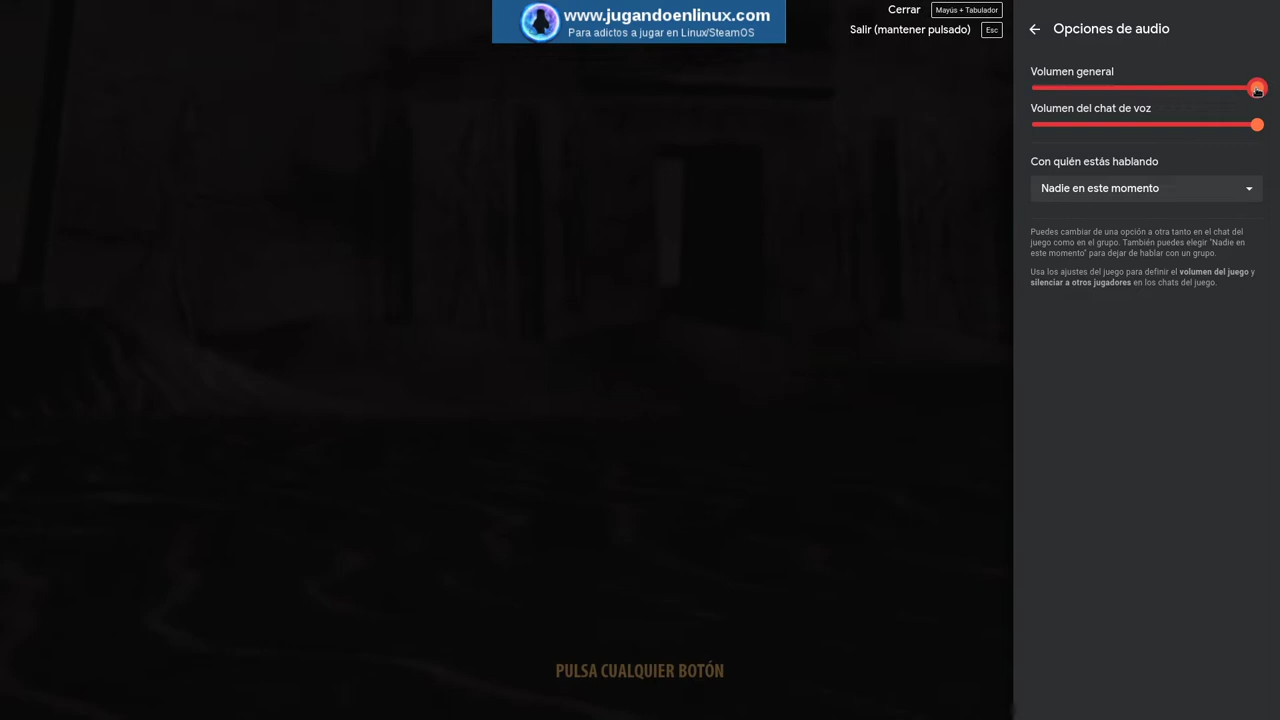 www.jugandoenlinux.com
Para adictos a jugar en Linux/SteamOS
Cerrar Mayús + Tabulador
Salir (mantener pulsado) Esc
Opciones de audio
Volumen general
Volumen del chat de voz
Con quién estás hablando
Nadie en este momento
Puedes cambiar de una opción a otra tanto en el chat del
juego como en el grupo. También puedes elegir "Nadie en
este momento" para dejar de hablar con un grupo.
Usa los ajustes del juego para definir el volumen del juego y
silenciar a otros jugadores en los chats del juego.
PULSA CUALQUIER BOTÓN